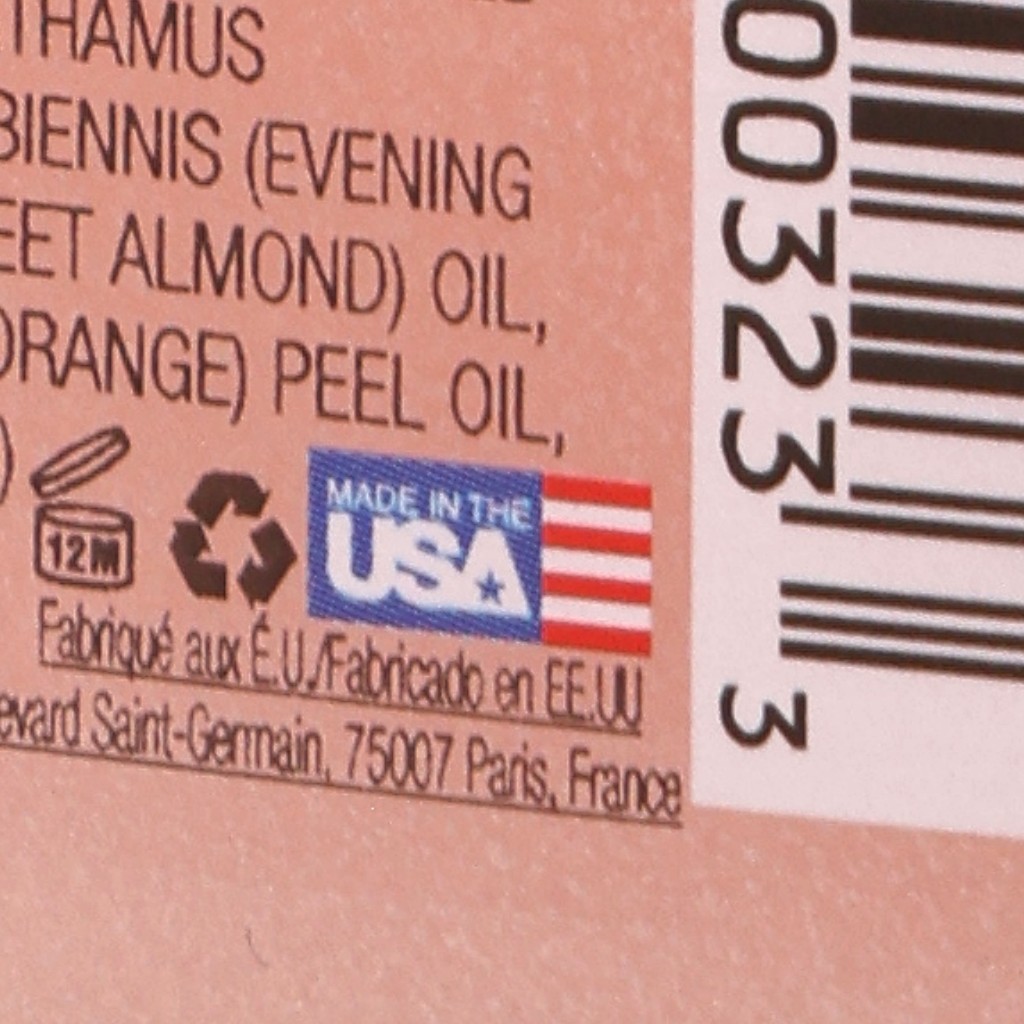 THAMUS
BIENNIS (EVENING
EET ALMOND) OIL,
ORANGE) PEEL OIL,
)
12M
MADE IN THE
USA
Fabriqué aux É.U./Fabricado en EE.UU
evard Saint-Germain, 75007 Paris, France
00323
3